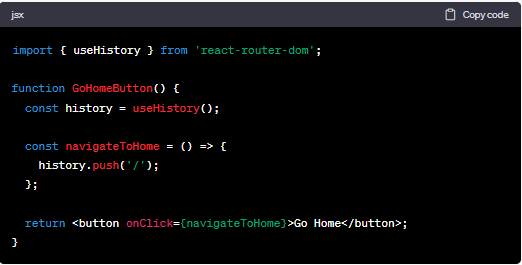 jsx Copy code
import { useHistory } from 'react-router-dom';
function GoHomeButton() {
const history = useHistory();
const navigateToHome = () => {
history.push('/');
};
return <button onClick={navigateToHome}>Go Home</button>;
}